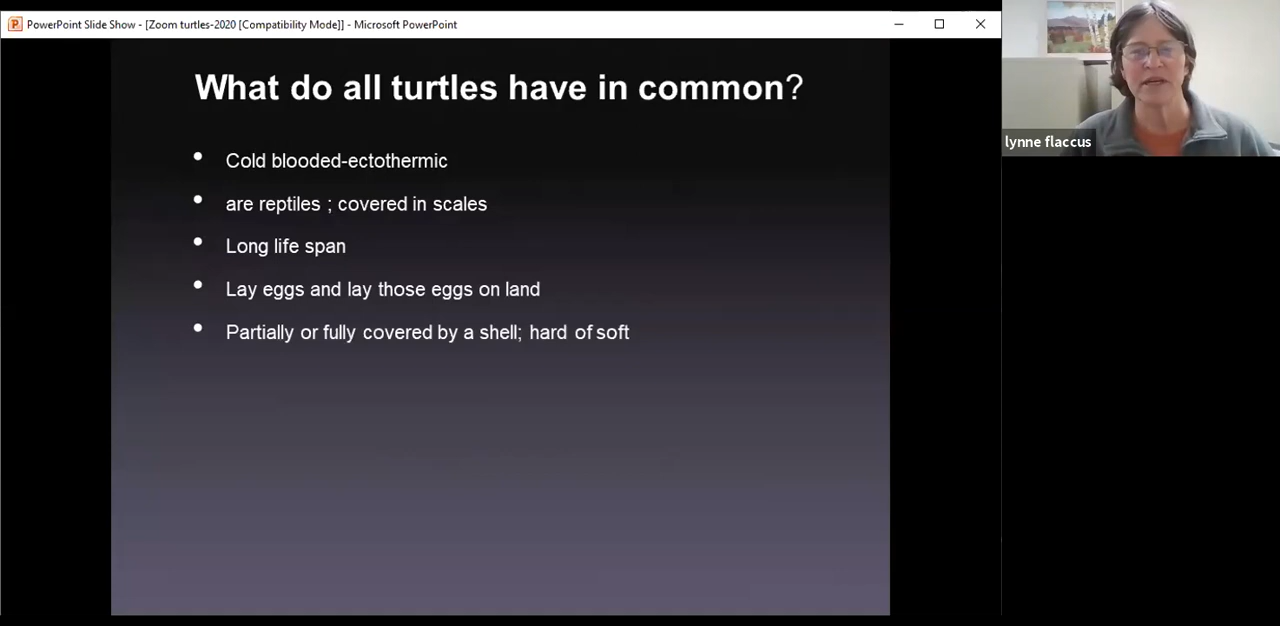 PowerPoint Slide Show - [Zoom turtles-2020 [Compatibility Mode]] - Microsoft PowerPoint
What do all turtles have in common?
• Cold blooded-ectothermic
• are reptiles ; covered in scales
• Long life span
• Lay eggs and lay those eggs on land
• Partially or fully covered by a shell; hard of soft
lynne flaccus